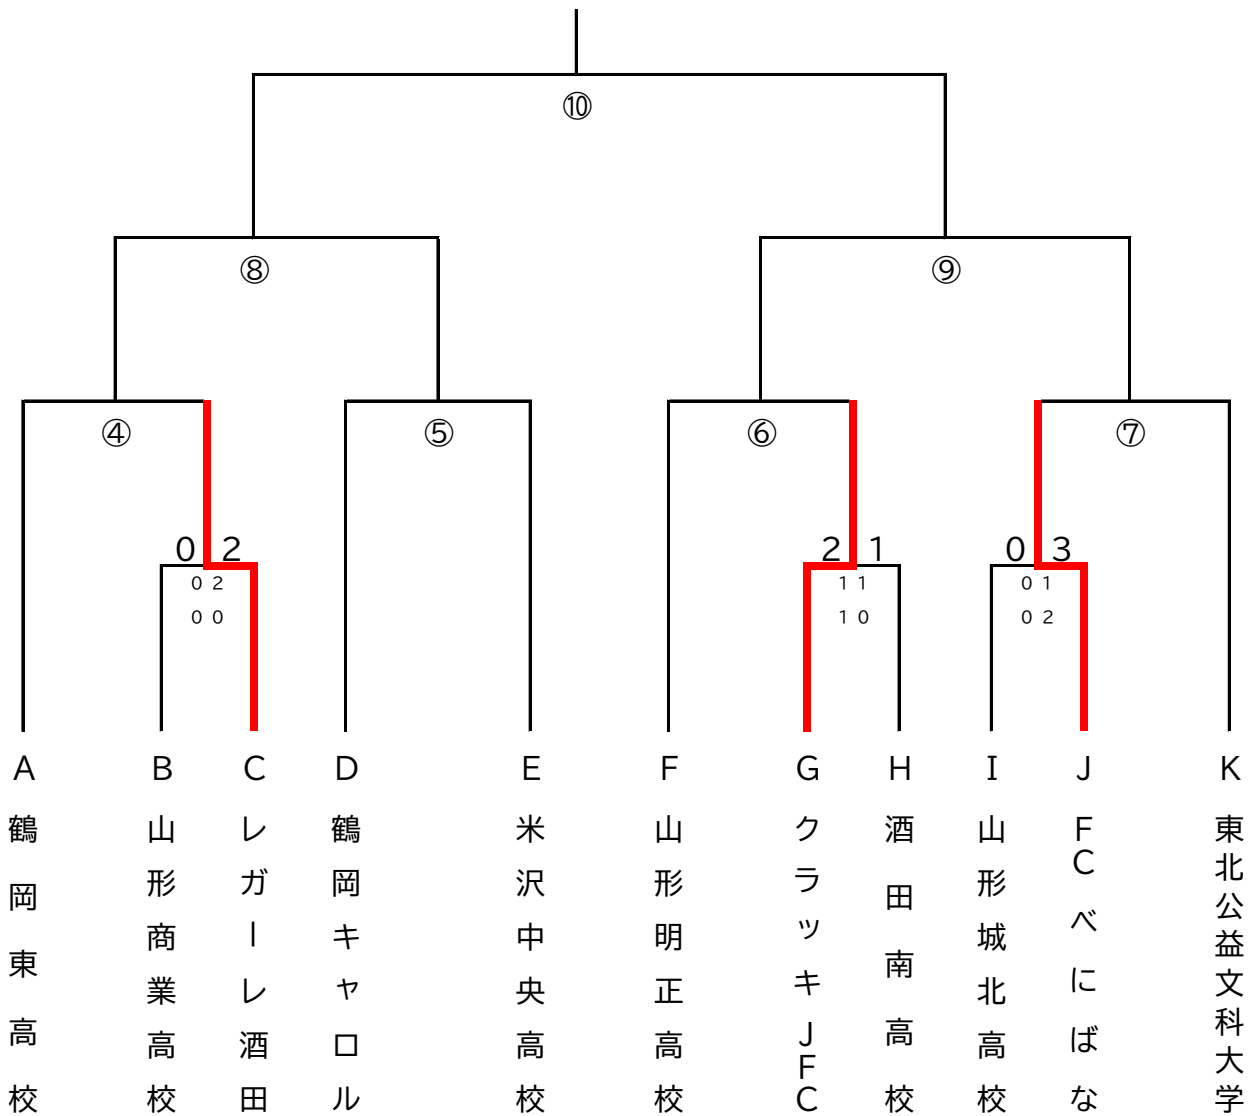 ⑩
⑧
⑨
④
⑤
⑥
⑦
0 2
2 1
0 3
0 2
1 1
0 1
0 0
1 0
0 2
A
B
C
D
E
F
G
H
I
J
K
鶴岡東高校
山形商業高校
レガーレ酒田
鶴岡キャロル
米沢中央高校
山形明正高校
クラッキJFC
酒田南高校
山形城北高校
FCべにばな
東北公益文科大学